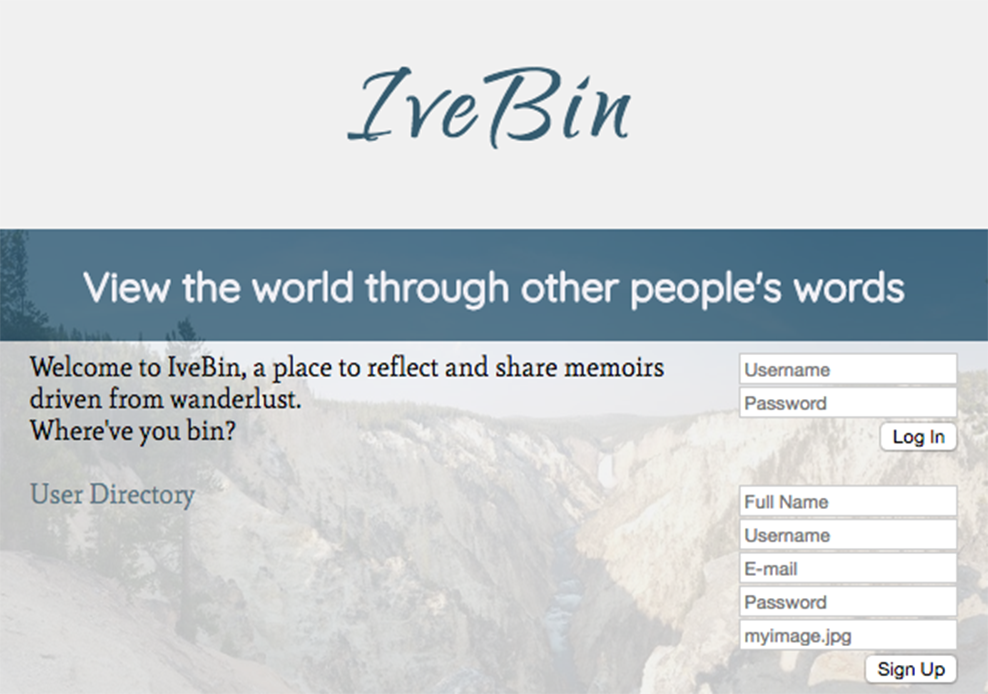 IveBin
View the world through other people's words
Welcome to IveBin, a place to reflect and share memoirs
driven from wanderlust.
Where've you bin?
User Directory
Username
Password
Log In
Full Name
Username
E-mail
Password
myimage.jpg
Sign Up